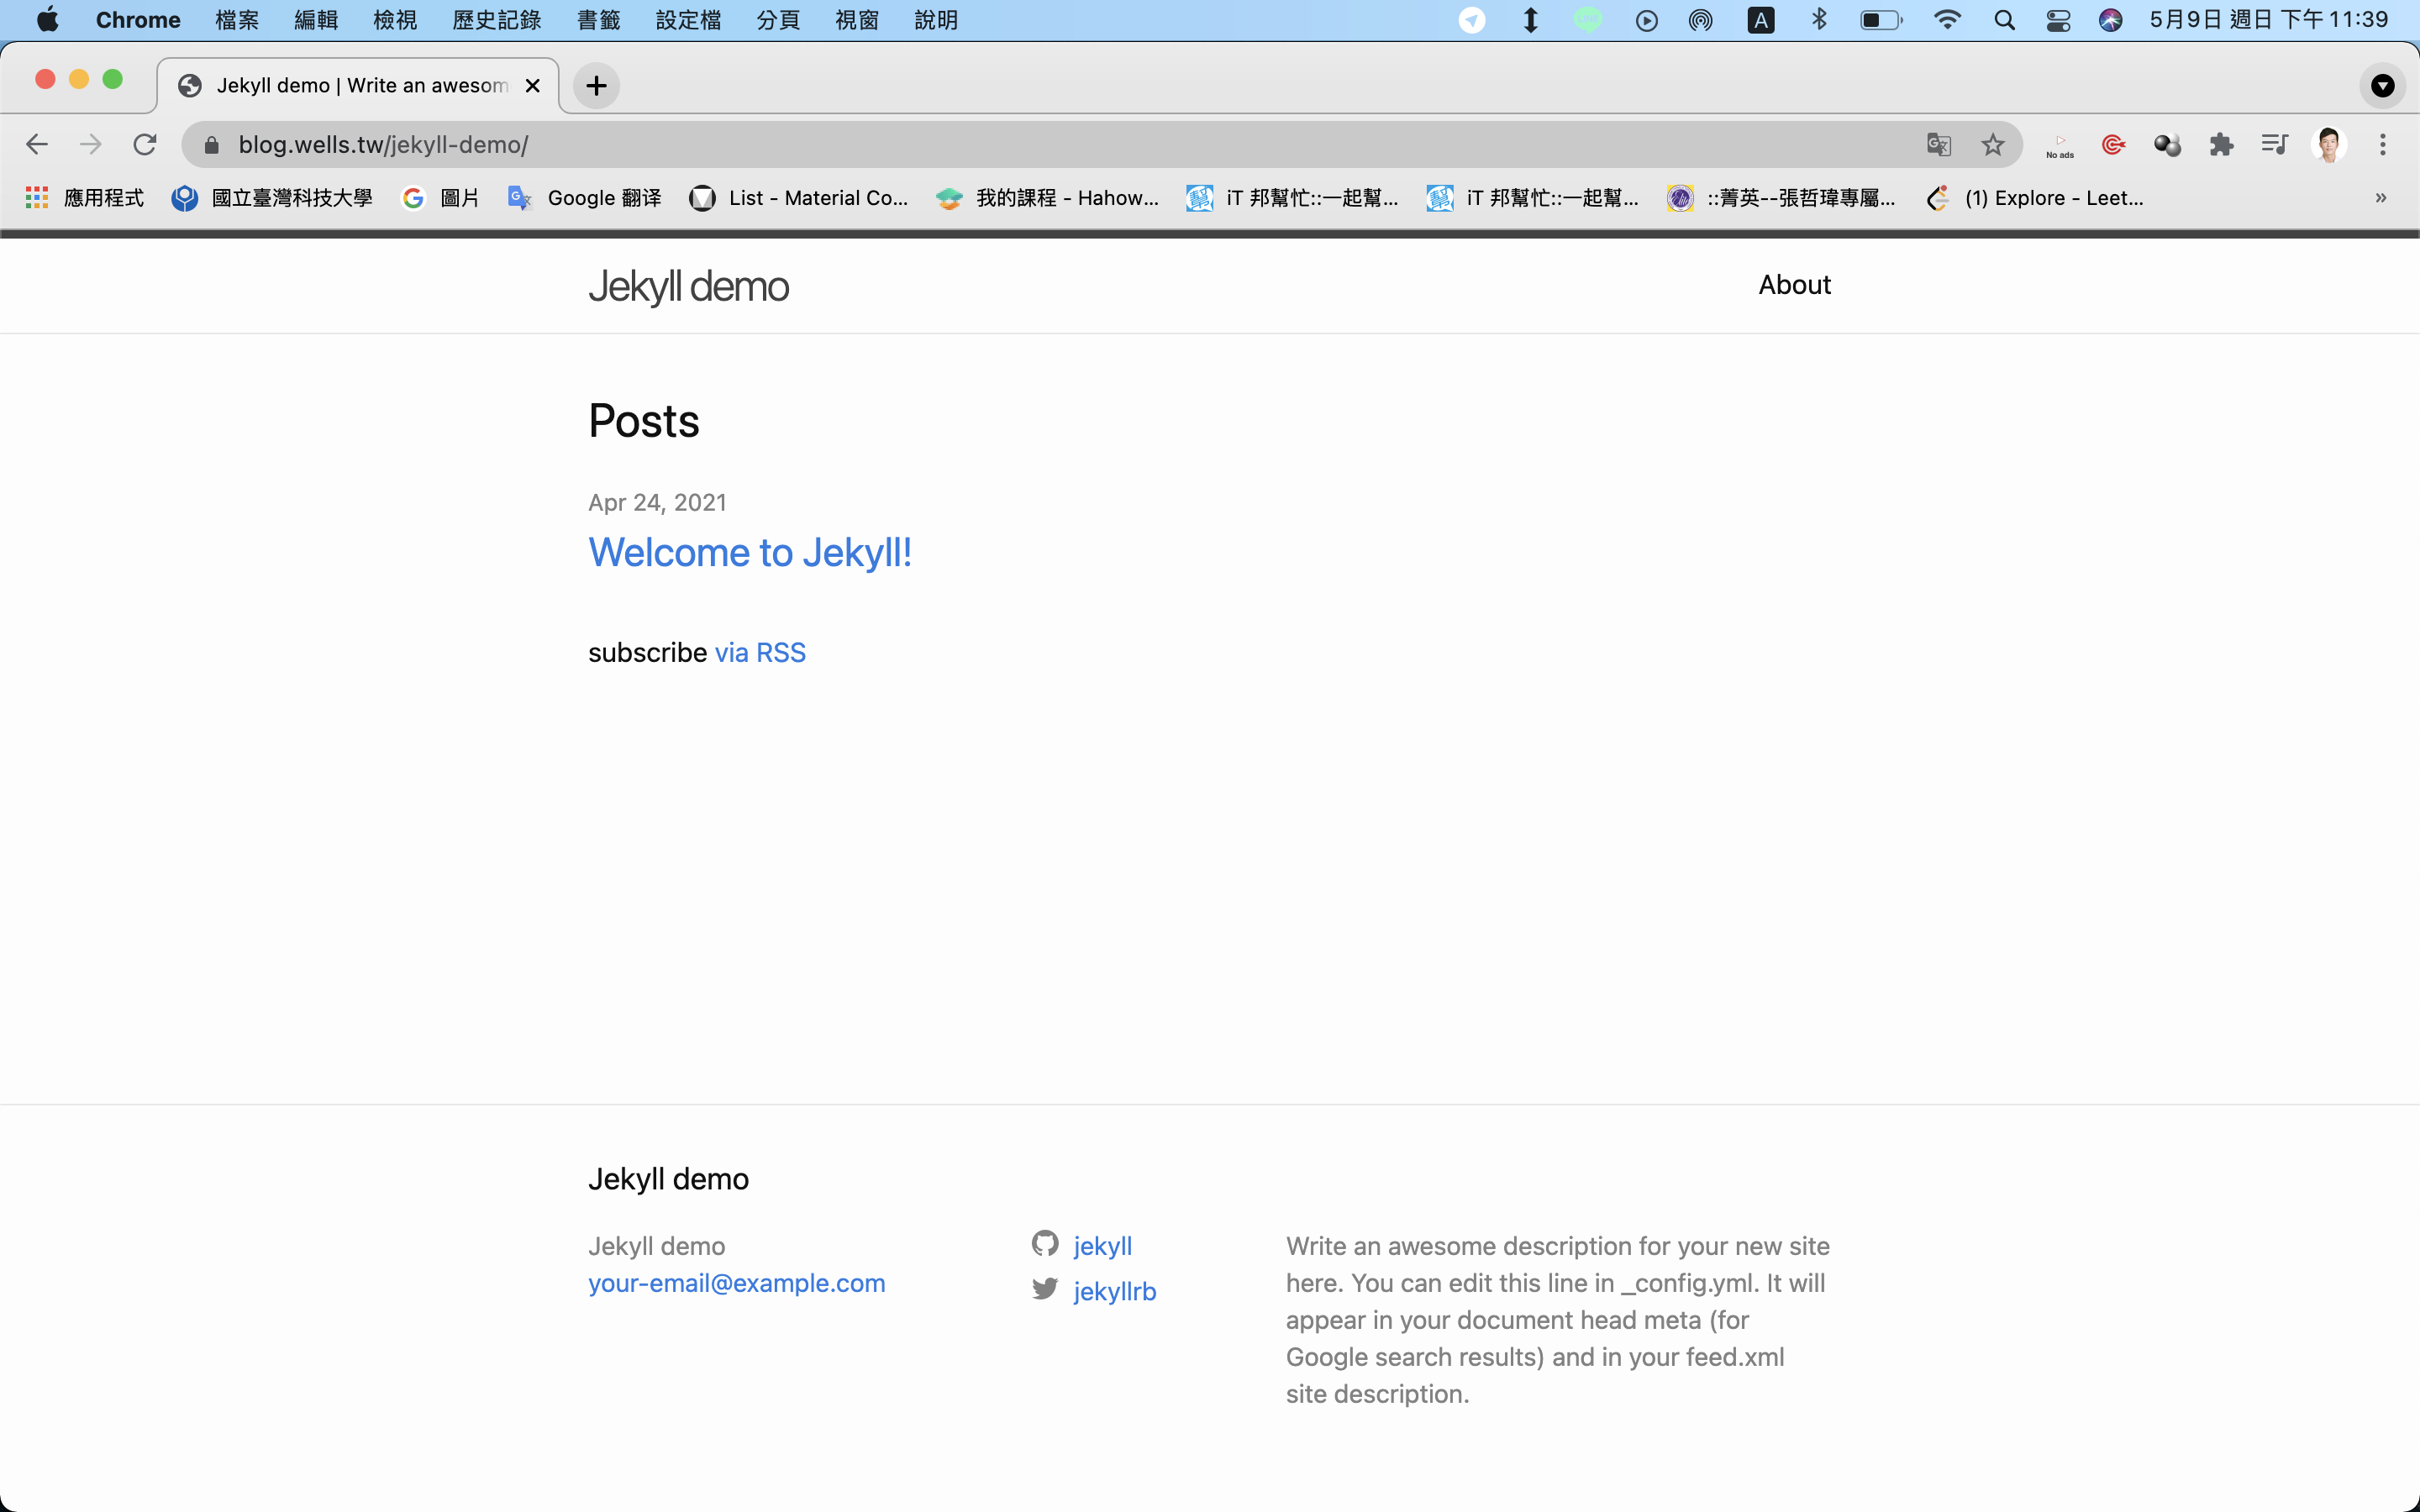 Chrome 檔案 編輯 檢視 歷史記錄 書籤 設定檔 分頁 視窗 說明 A 5月9日 週日 下午 11:39
Jekyll demo | Write an awesom
blog.wells.tw/jekyll-demo/ No ads
應用程式 國立臺灣科技大學 圖片 Google 翻译 List - Material Co... 我的課程 - Hahow... iT 邦幫忙::一起幫... iT 邦幫忙::一起幫... ::菁英--張哲瑋專屬... (1) Explore - Leet... »
Jekyll demo About
Posts
Apr 24, 2021
Welcome to Jekyll!
subscribe via RSS
Jekyll demo
Jekyll demo
your-email@example.com
jekyll
jekyllrb
Write an awesome description for your new site
here. You can edit this line in _config.yml. It will
appear in your document head meta (for
Google search results) and in your feed.xml
site description.